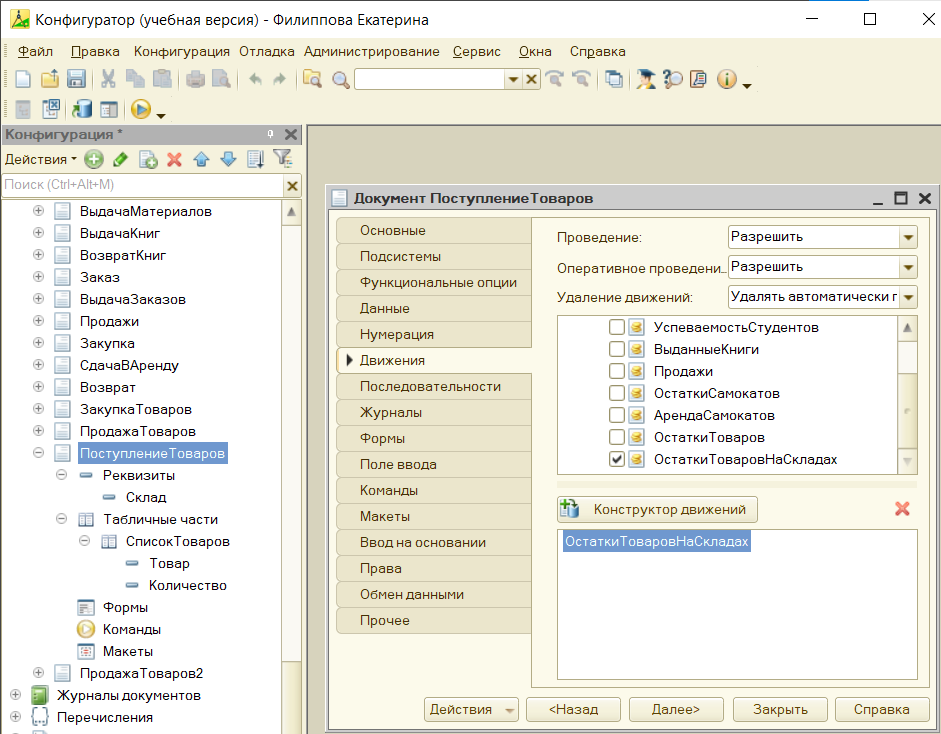 Конфигуратор (учебная версия) - Филиппова Екатерина
Файл Правка Конфигурация Отладка Администрирование Сервис Окна Справка
Конфигурация *
Действия
Поиск (Ctrl+Alt+M)
ВыдачаМатериалов
ВыдачаКниг
ВозвратКниг
Заказ
ВыдачаЗаказов
Продажи
Закупка
СдачаВАренду
Возврат
ЗакупкаТоваров
ПродажаТоваров
ПоступлениеТоваров
Реквизиты
Склад
Табличные части
СписокТоваров
Товар
Количество
Формы
Команды
Макеты
ПродажаТоваров2
Журналы документов
Перечисления
Документ ПоступлениеТоваров
Основные
Подсистемы
Функциональные опции
Данные
Нумерация
Движения
Последовательности
Журналы
Формы
Поле ввода
Команды
Макеты
Ввод на основании
Права
Обмен данными
Прочее
Проведение: Разрешить
Оперативное проведени... Разрешить
Удаление движений: Удалять автоматически г
УспеваемостьСтудентов
ВыданныеКниги
Продажи
ОстаткиСамокатов
АрендаСамокатов
ОстаткиТоваров
ОстаткиТоваровНаСкладах
Конструктор движений
ОстаткиТоваровНаСкладах
Действия <Назад Далее> Закрыть Справка